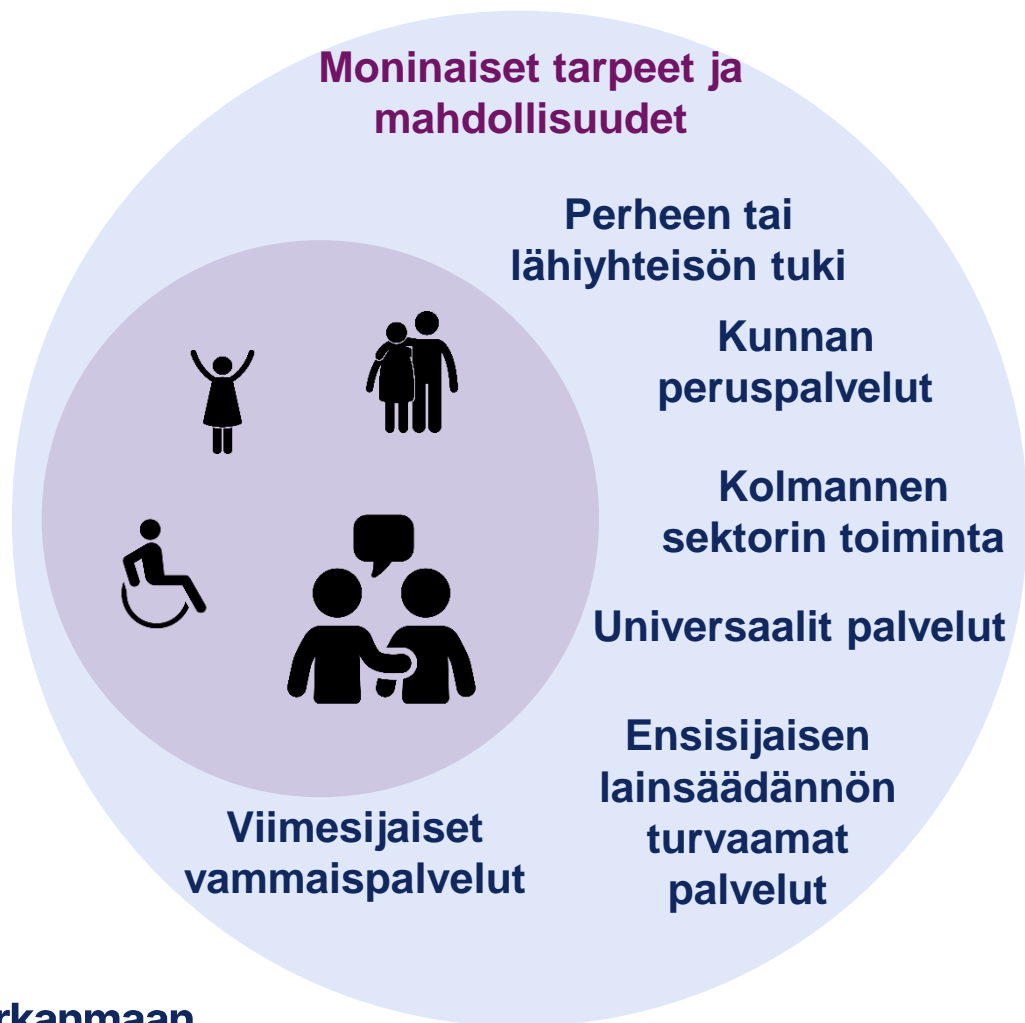 Moninaiset tarpeet ja
mahdollisuudet
Perheen tai
lähiyhteisön tuki
Kunnan
peruspalvelut
Kolmannen
sektorin toiminta
Universaalit palvelut
Ensisijaisen
lainsäädännön
turvaamat
palvelut
Viimesijaiset
vammaispalvelut